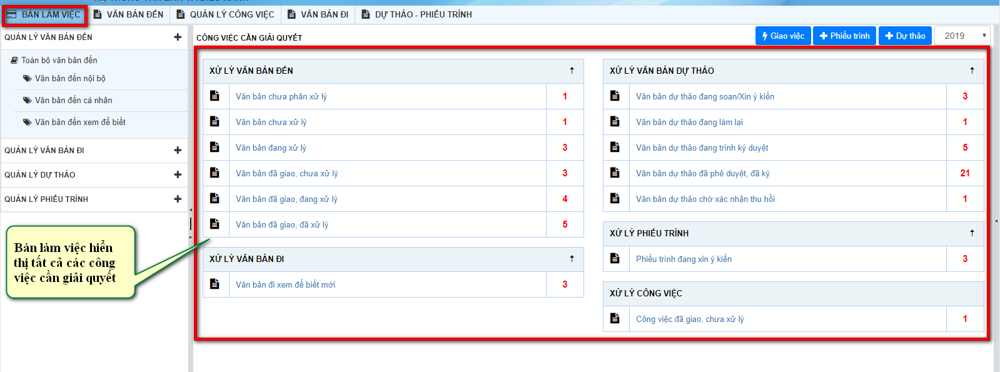 BÀN LÀM VIỆC
VĂN BẢN ĐẾN
QUẢN LÝ CÔNG VIỆC
VĂN BẢN ĐI
DỰ THẢO - PHIẾU TRÌNH
QUẢN LÝ VĂN BẢN ĐẾN
Toàn bộ văn bản đến
Văn bản đến nội bộ
Văn bản đến cá nhân
Văn bản đến xem để biết
QUẢN LÝ VĂN BẢN ĐI
QUẢN LÝ DỰ THẢO
QUẢN LÝ PHIẾU TRÌNH
Bàn làm việc hiển
thị tất cả các công
việc cần giải quyết
CÔNG VIỆC CẦN GIẢI QUYẾT
Giao việc
Phiếu trình
Dự thảo
2019
XỬ LÝ VĂN BẢN ĐẾN
Văn bản chưa phân xử lý 1
Văn bản chưa xử lý 1
Văn bản đang xử lý 3
Văn bản đã giao, chưa xử lý 3
Văn bản đã giao, đang xử lý 4
Văn bản đã giao, đã xử lý 5
XỬ LÝ VĂN BẢN ĐI
Văn bản đi xem để biết mới 3
XỬ LÝ VĂN BẢN DỰ THẢO
Văn bản dự thảo đang soạn/Xin ý kiến 3
Văn bản dự thảo đang làm lại 1
Văn bản dự thảo đang trình ký duyệt 5
Văn bản dự thảo đã phê duyệt, đã ký 21
Văn bản dự thảo chờ xác nhận thu hồi 1
XỬ LÝ PHIẾU TRÌNH
Phiếu trình đang xin ý kiến 3
XỬ LÝ CÔNG VIỆC
Công việc đã giao, chưa xử lý 1